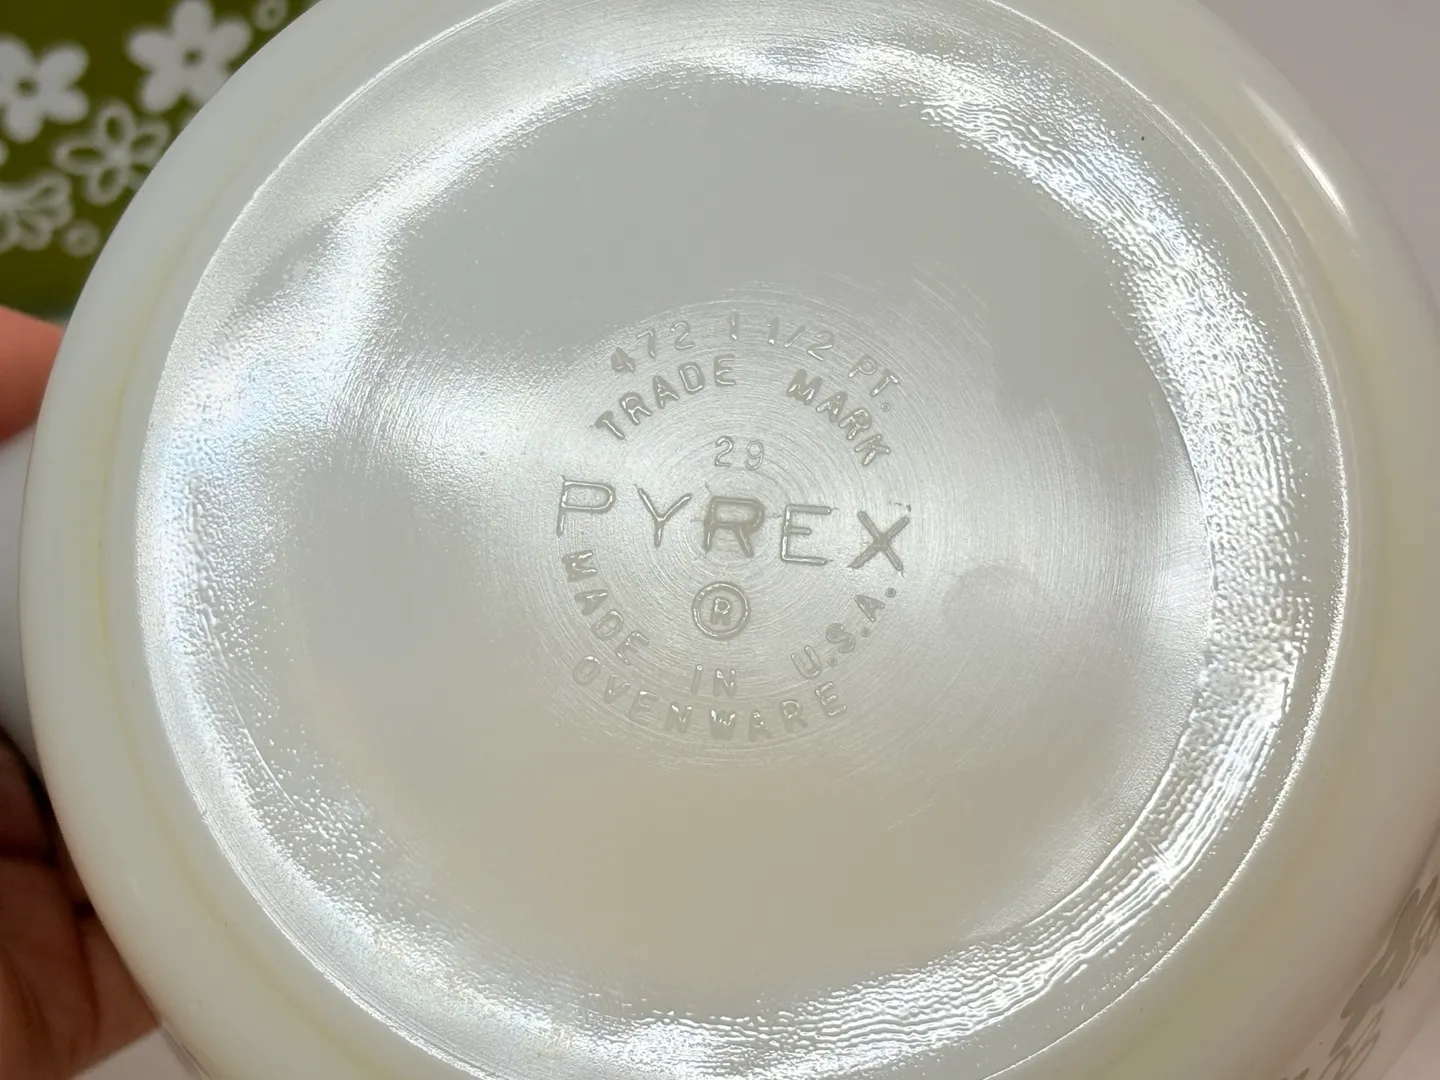 472 1 1/2 PT.
TRADE MARK
29
PYREX
®
MADE IN U.S.A.
OVENWARE